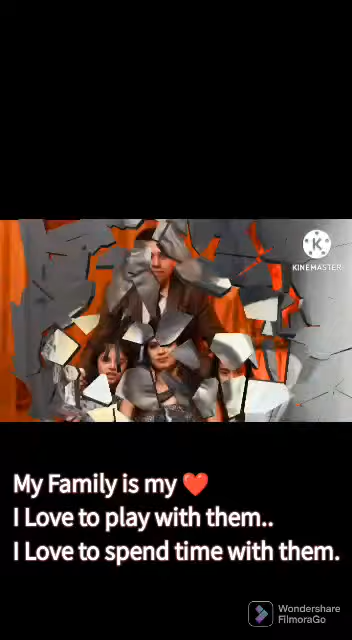 KINEMASTER
My Family is my ❤️
I Love to play with them..
I Love to spend time with them.
Wondershare
FilmoraGo